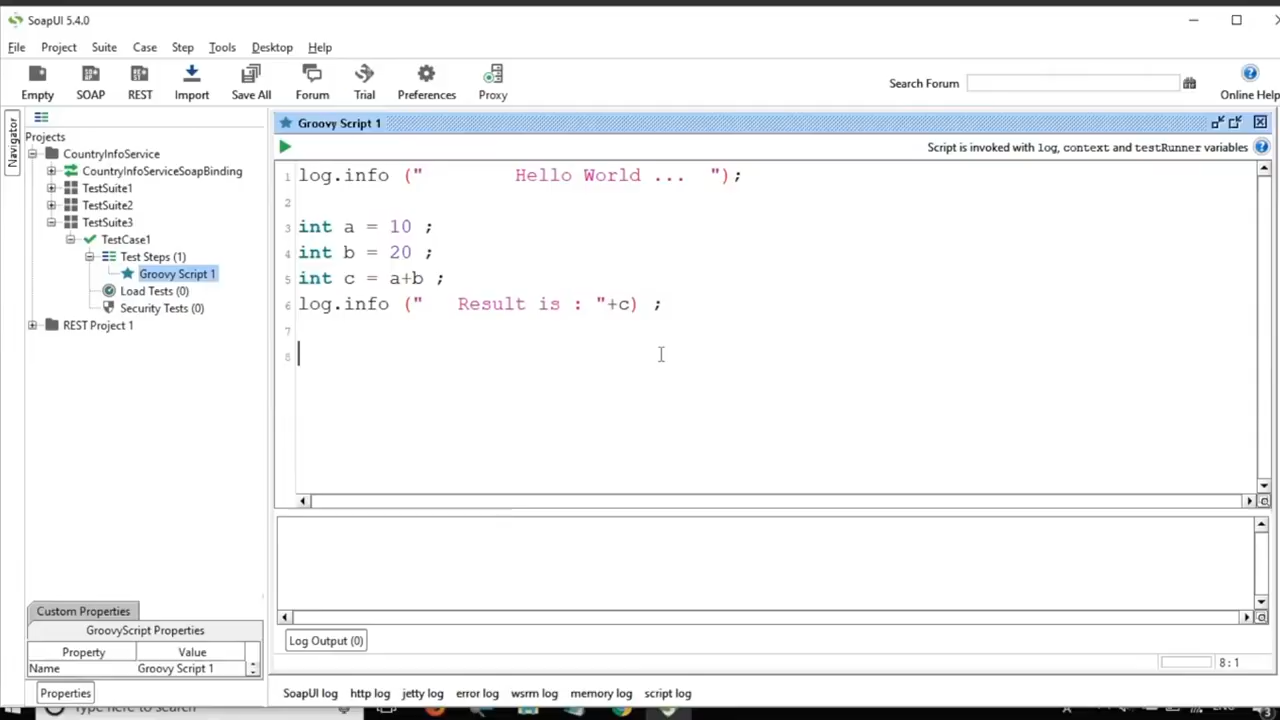 SoapUI 5.4.0
File Project Suite Case Step Tools Desktop Help
Empty SOAP REST Import Save All Forum Trial Preferences Proxy Search Forum Online Help
Navigator
Projects
CountryInfoService
CountryInfoServiceSoapBinding
TestSuite1
TestSuite2
TestSuite3
TestCase1
Test Steps (1)
Groovy Script 1
Load Tests (0)
Security Tests (0)
REST Project 1
Groovy Script 1
Script is invoked with log, context and testRunner variables
1 log.info (" Hello World ... ");
2
3 int a = 10 ;
4 int b = 20 ;
5 int c = a+b ;
6 log.info (" Result is : "+c) ;
7
8
Log Output (0)
8 : 1
Custom Properties
GroovyScript Properties
Property Value
Name Groovy Script 1
Properties
SoapUI log http log jetty log error log wsrm log memory log script log
Type here to search